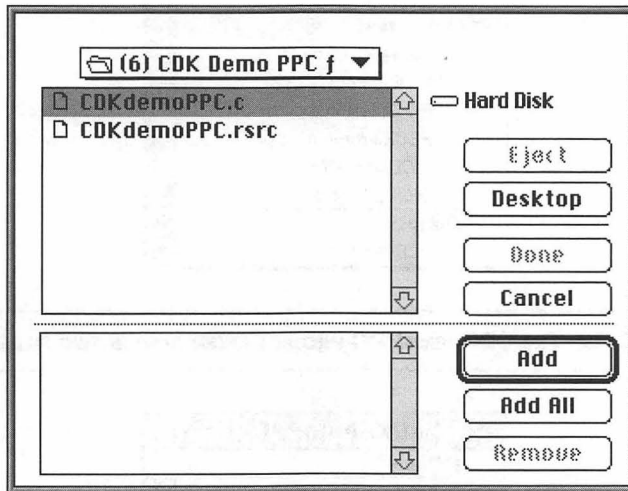 (6) CDK Demo PPC ƒ
CDKdemoPPC.c
CDKdemoPPC.rsrc
Hard Disk
Eject
Desktop
Done
Cancel
Add
Add All
Remove